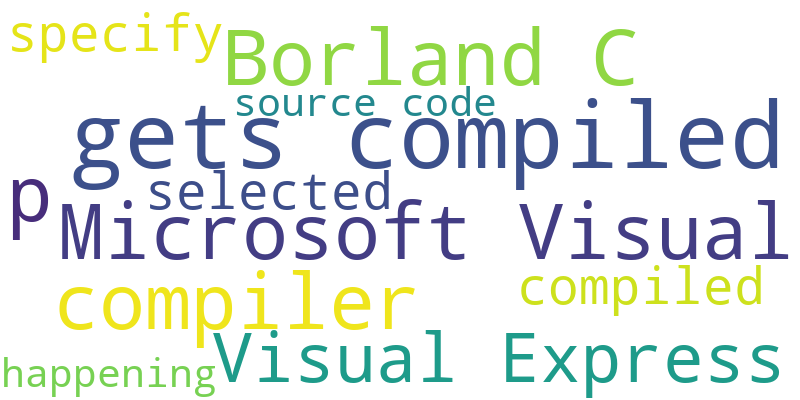 specify
Borland C
source code
gets compiled
p
selected
Microsoft Visual
compiled
compiler
Visual Express
happening